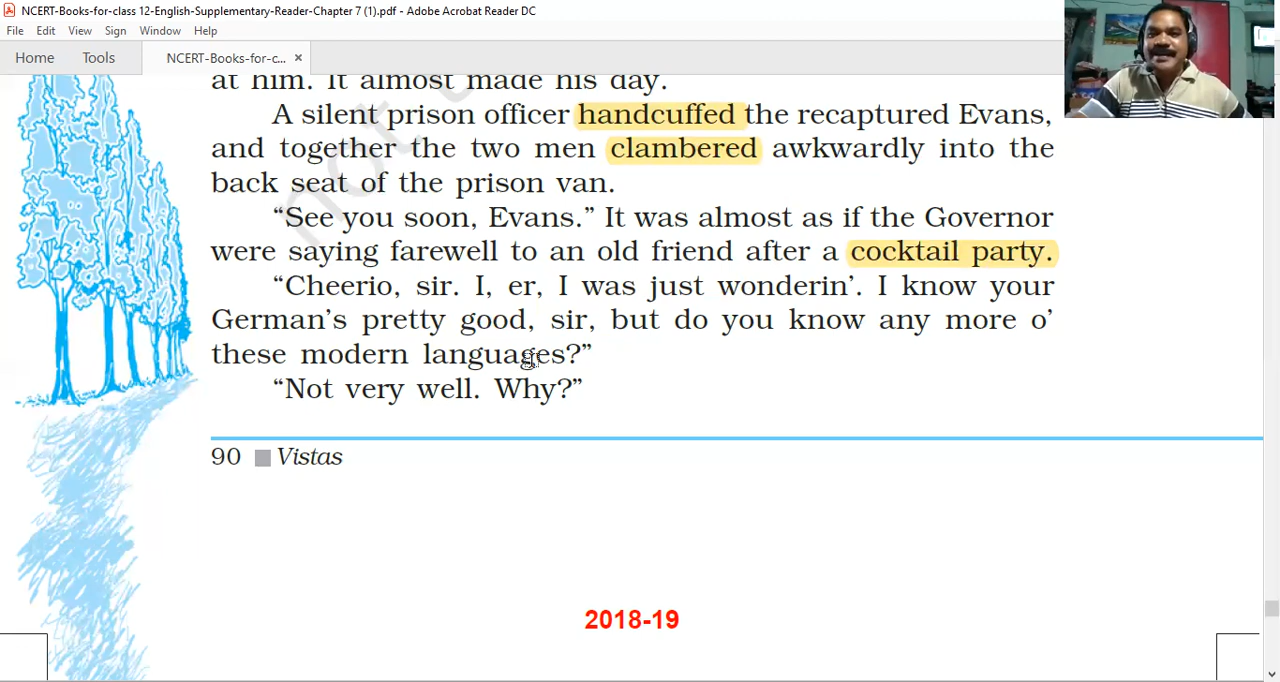 NCERT-Books-for-class 12-English-Supplementary-Reader-Chapter 7 (1).pdf - Adobe Acrobat Reader DC
File Edit View Sign Window Help
Home Tools NCERT-Books-for-c... ×
at him. It almost made his day.
A silent prison officer handcuffed the recaptured Evans,
and together the two men clambered awkwardly into the
back seat of the prison van.
“See you soon, Evans.” It was almost as if the Governor
were saying farewell to an old friend after a cocktail party.
“Cheerio, sir. I, er, I was just wonderin’. I know your
German’s pretty good, sir, but do you know any more o’
these modern languages?”
“Not very well. Why?”
90 Vistas
2018-19
not